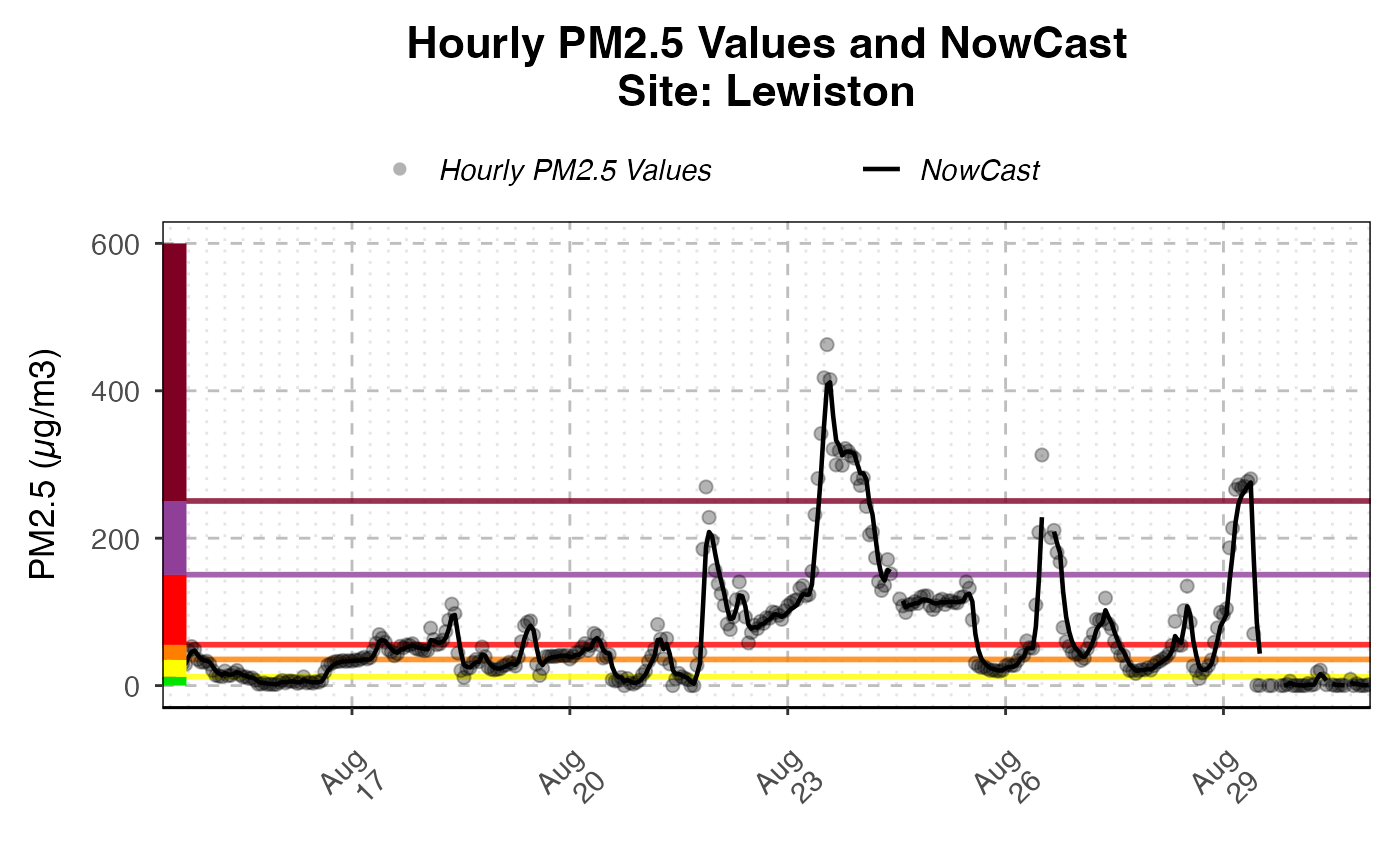 Hourly PM2.5 Values and NowCast
Site: Lewiston
Hourly PM2.5 Values
NowCast
PM2.5 (µg/m3)
600
400
200
0
Aug
17
Aug
20
Aug
23
Aug
26
Aug
29